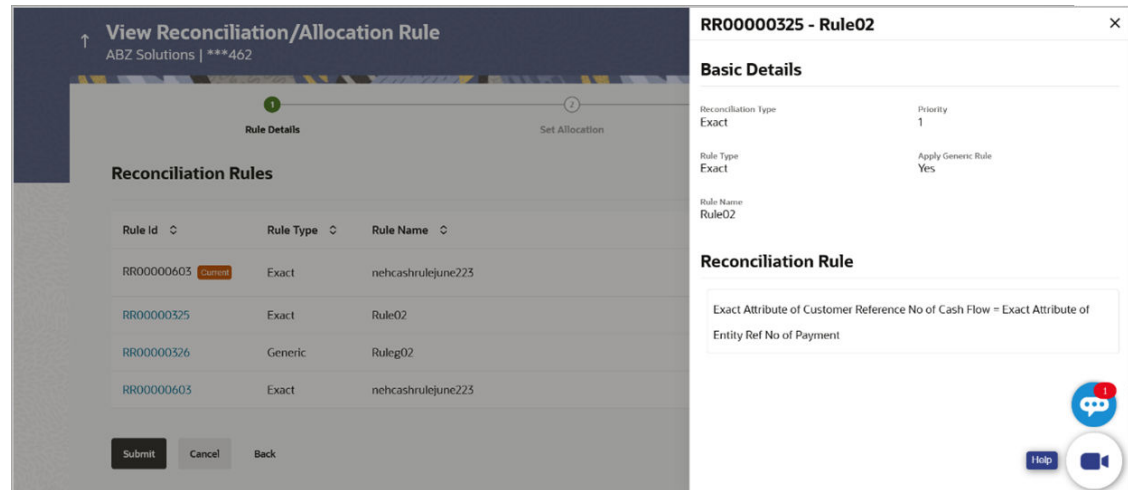 View Reconciliation/Allocation Rule
ABZ Solutions | ***462
1
2
Rule Details
Set Allocation
Reconciliation Rules
Rule Id Rule Type Rule Name
RR00000603 Current Exact nehcashrulejune223
RR00000325 Exact Rule02
RR00000326 Generic Ruleg02
RR00000603 Exact nehcashrulejune223
Submit Cancel Back
RR00000325 - Rule02
Basic Details
Reconciliation Type Priority
Exact 1
Rule Type Apply Generic Rule
Exact Yes
Rule Name
Rule02
Reconciliation Rule
Exact Attribute of Customer Reference No of Cash Flow = Exact Attribute of
Entity Ref No of Payment
1
Help